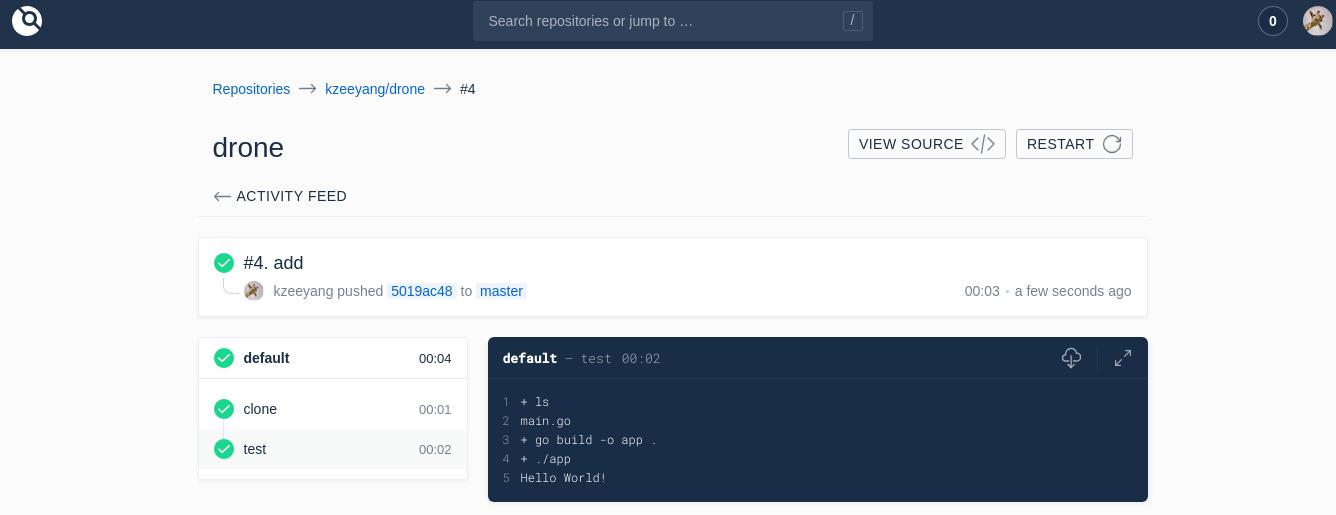 Search repositories or jump to … /
0
Repositories → kzeeyang/drone → #4
drone
VIEW SOURCE </> RESTART
← ACTIVITY FEED
#4. add
kzeeyang pushed 5019ac48 to master 00:03 • a few seconds ago
default 00:04
clone 00:01
test 00:02
default — test 00:02
1 + ls
2 main.go
3 + go build -o app .
4 + ./app
5 Hello World!